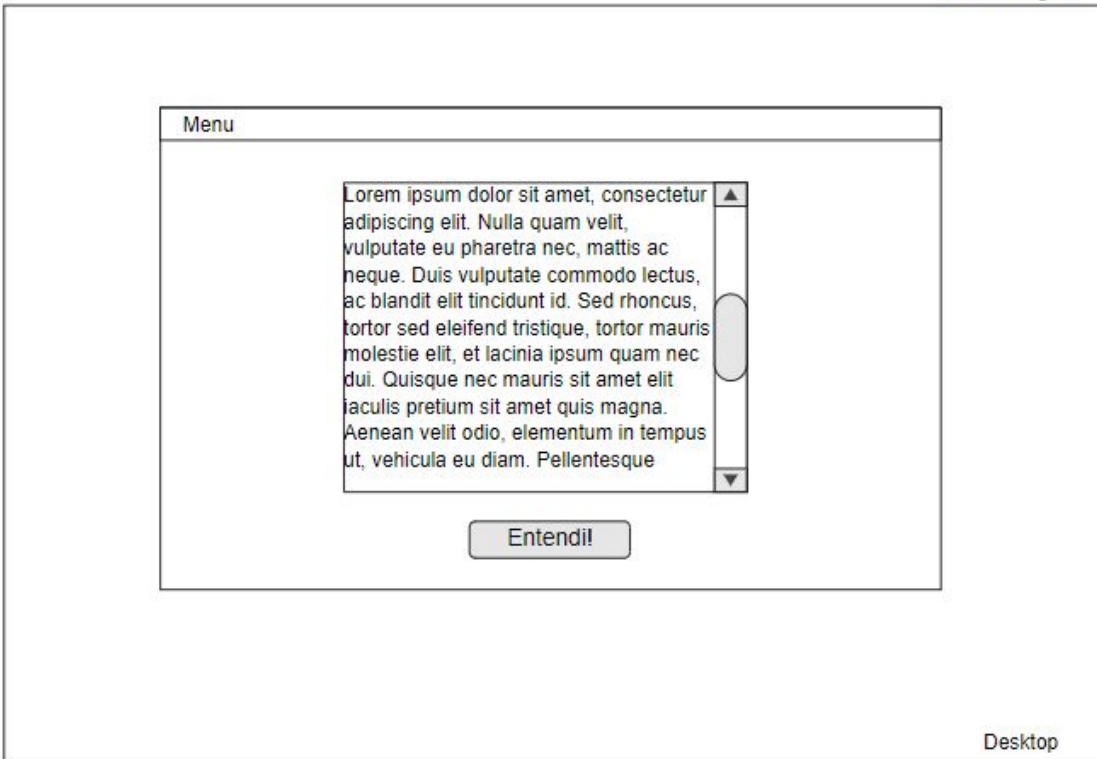 Menu
Lorem ipsum dolor sit amet, consectetur
adipiscing elit. Nulla quam velit,
vulputate eu pharetra nec, mattis ac
neque. Duis vulputate commodo lectus,
ac blandit elit tincidunt id. Sed rhoncus,
tortor sed eleifend tristique, tortor mauris
molestie elit, et lacinia ipsum quam nec
dui. Quisque nec mauris sit amet elit
iaculis pretium sit amet quis magna.
Aenean velit odio, elementum in tempus
ut, vehicula eu diam. Pellentesque
Entendi!
Desktop